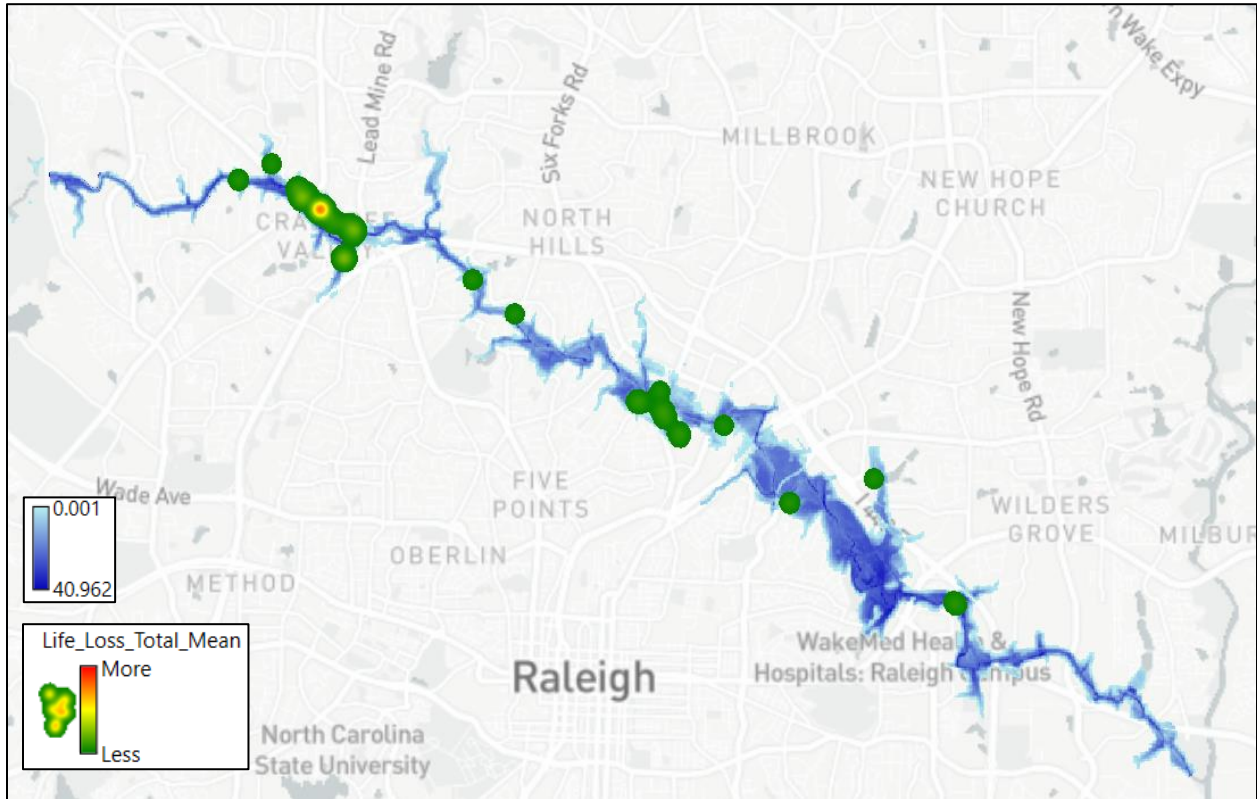 n Wake Expy
Lead Mine Rd
Six Forks Rd
MILLBROOK
NEW HOPE
CHURCH
NORTH
HILLS
VALLEY
New Hope Rd
Wade Ave
FIVE
POINTS
WILDERS
GROVE
MILBUR
OBERLIN
METHOD
0.001
40.962
Life_Loss_Total_Mean
More
Less
WakeMed Health &
Hospitals: Raleigh Campus
Raleigh
North Carolina
State University